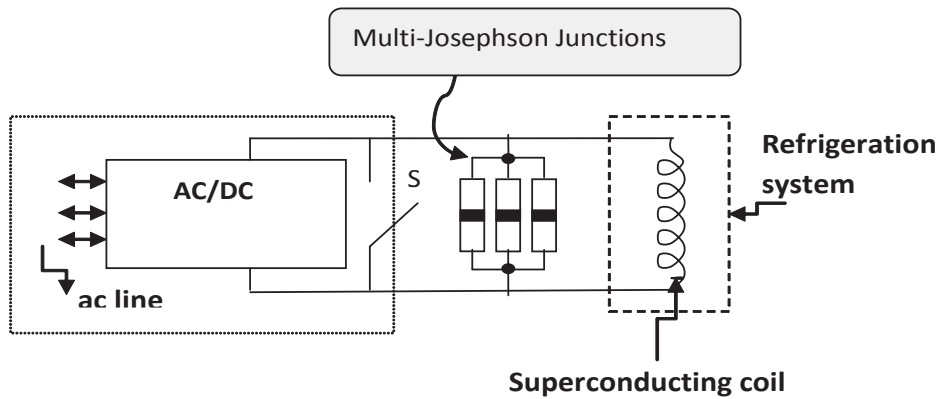 Multi-Josephson Junctions
AC/DC
S
Refrigeration
system
ac line
Superconducting coil